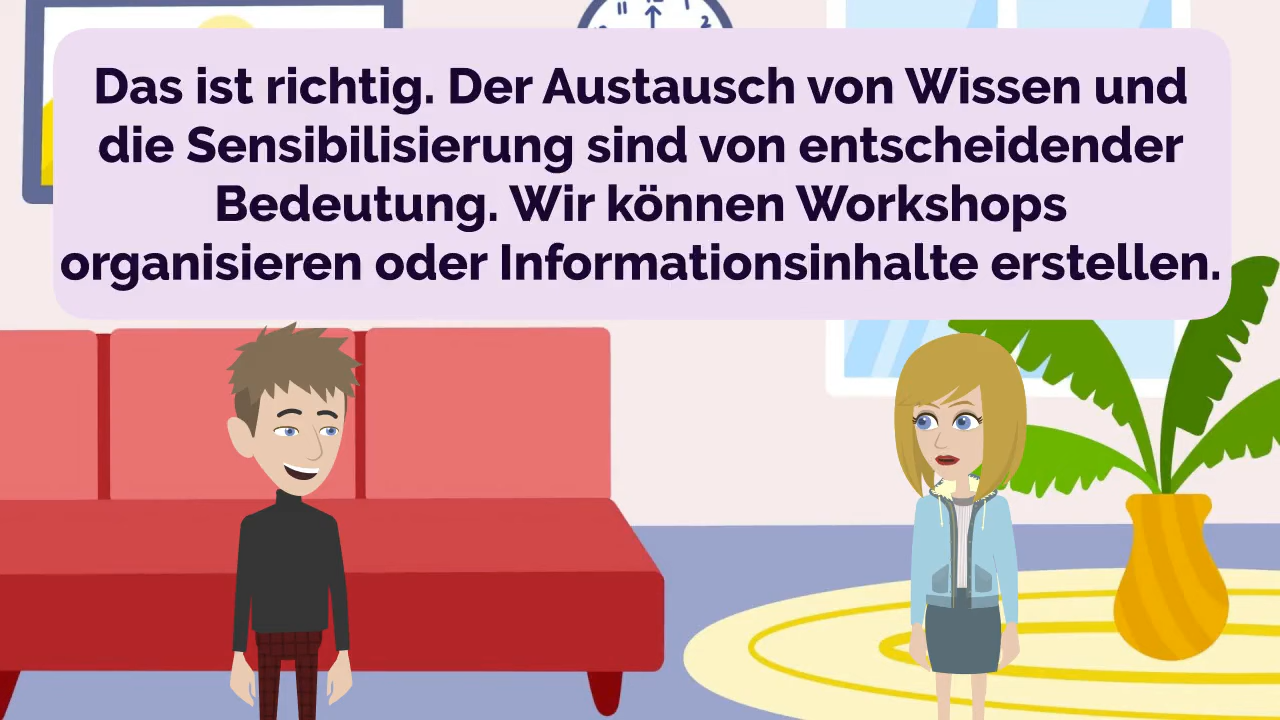 Das ist richtig. Der Austausch von Wissen und
die Sensibilisierung sind von entscheidender
Bedeutung. Wir können Workshops
organisieren oder Informationsinhalte erstellen.